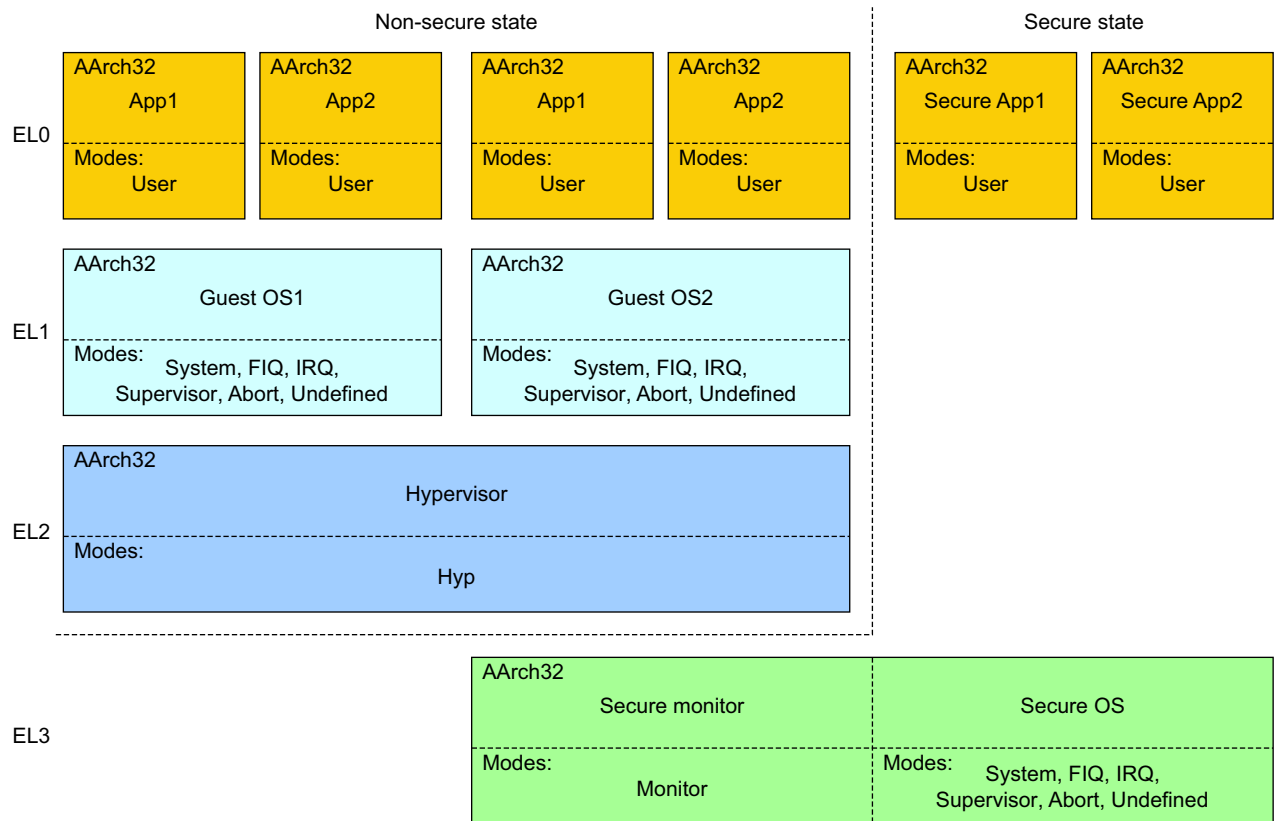 Non-secure state
Secure state
AArch32
App1
Modes:
User
AArch32
App2
Modes:
User
AArch32
App1
Modes:
User
AArch32
App2
Modes:
User
AArch32
Secure App1
Modes:
User
AArch32
Secure App2
Modes:
User
EL0
AArch32
Guest OS1
Modes:
System, FIQ, IRQ,
Supervisor, Abort, Undefined
AArch32
Guest OS2
Modes:
System, FIQ, IRQ,
Supervisor, Abort, Undefined
EL1
AArch32
Hypervisor
Modes:
Hyp
EL2
AArch32
Secure monitor
Modes:
Monitor
Secure OS
Modes:
System, FIQ, IRQ,
Supervisor, Abort, Undefined
EL3